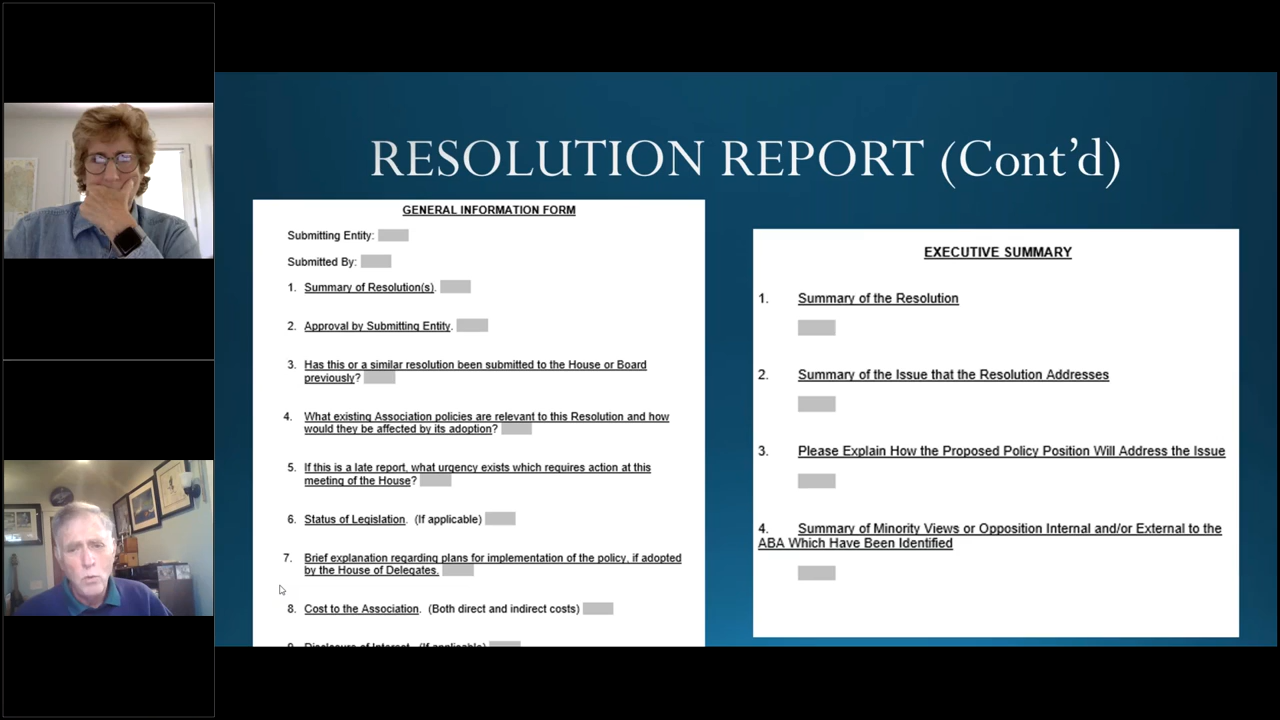 RESOLUTION REPORT (Cont’d)
GENERAL INFORMATION FORM
Submitting Entity:
Submitted By:
1. Summary of Resolution(s).
2. Approval by Submitting Entity.
3. Has this or a similar resolution been submitted to the House or Board
previously?
4. What existing Association policies are relevant to this Resolution and how
would they be affected by its adoption?
5. If this is a late report, what urgency exists which requires action at this
meeting of the House?
6. Status of Legislation. (If applicable)
7. Brief explanation regarding plans for implementation of the policy, if adopted
by the House of Delegates.
8. Cost to the Association. (Both direct and indirect costs)
9. Disclosure of Interest. (If applicable)
EXECUTIVE SUMMARY
1. Summary of the Resolution
2. Summary of the Issue that the Resolution Addresses
3. Please Explain How the Proposed Policy Position Will Address the Issue
4. Summary of Minority Views or Opposition Internal and/or External to the
ABA Which Have Been Identified